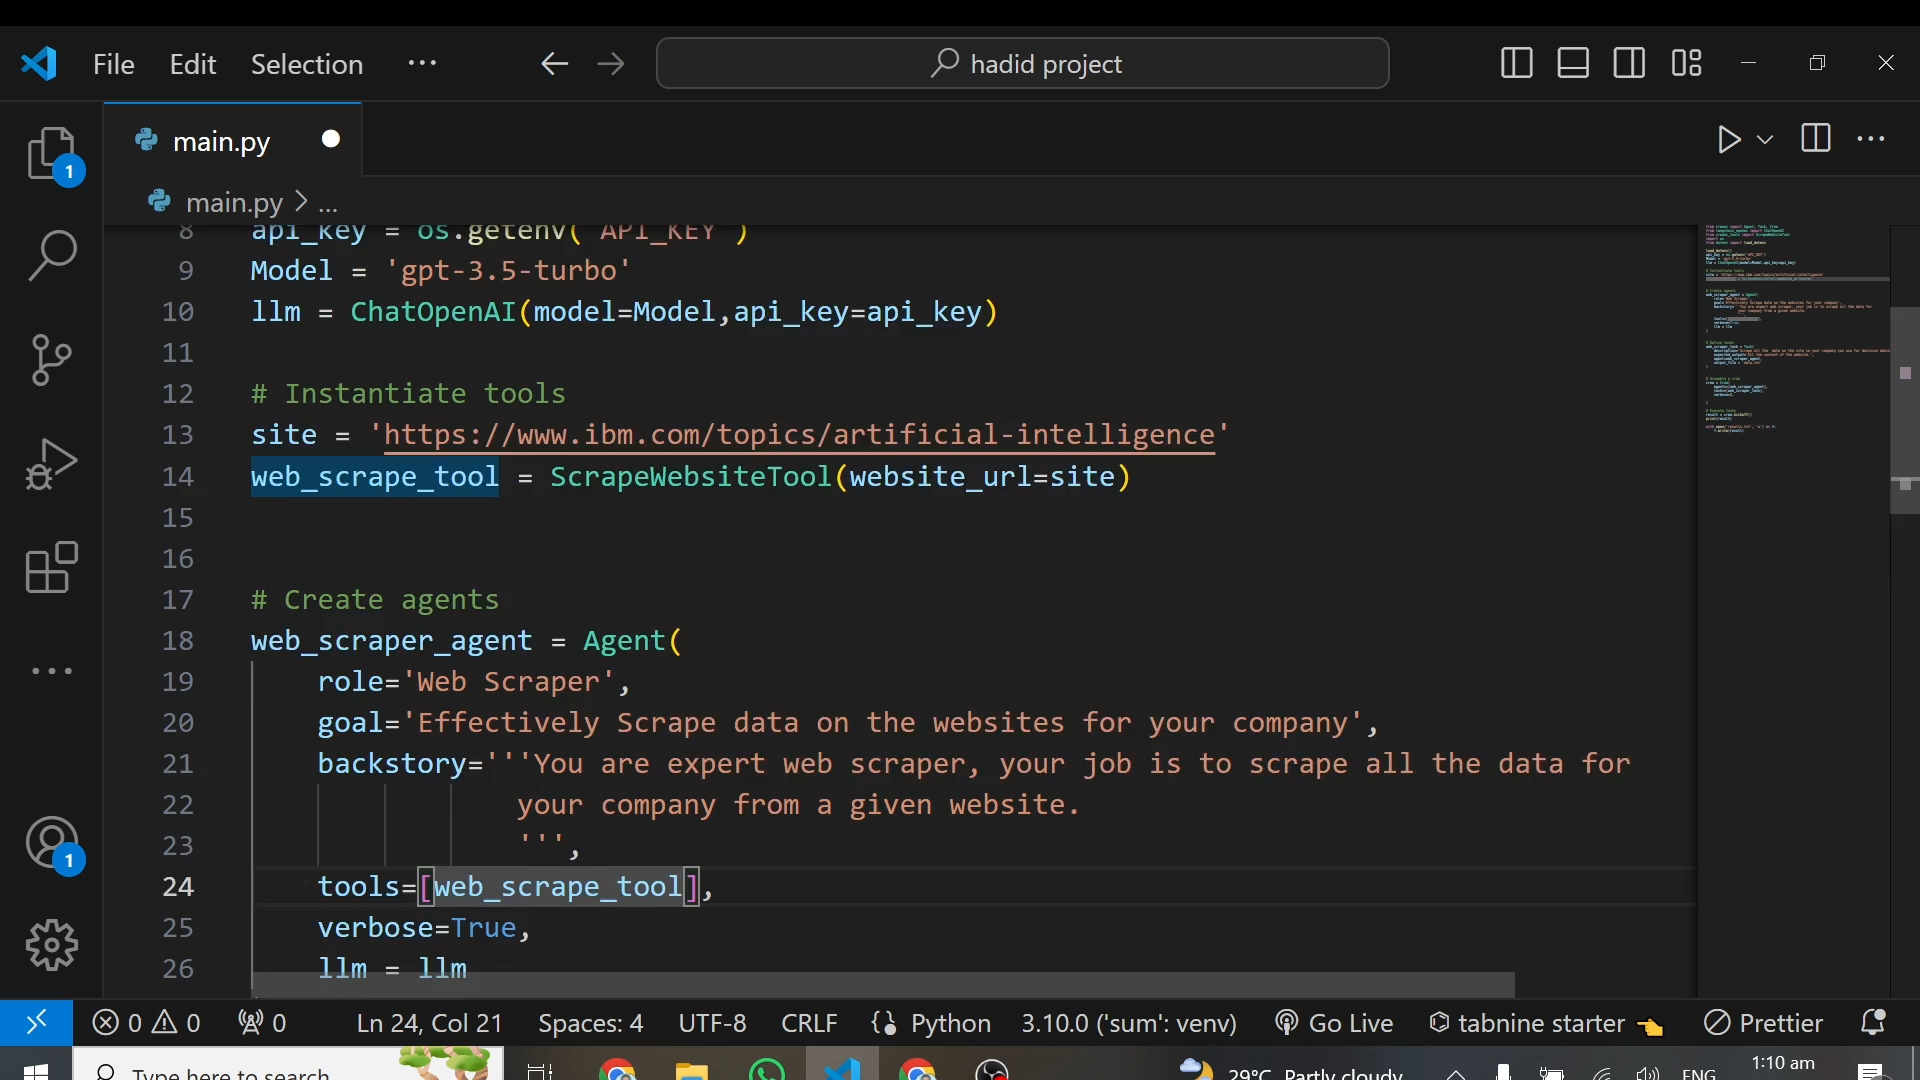 File Edit Selection ...
hadid project
main.py
main.py > ...
8 api_key = os.getenv( API_KEY )
9 Model = 'gpt-3.5-turbo'
10 llm = ChatOpenAI(model=Model,api_key=api_key)
11
12 # Instantiate tools
13 site = 'https://www.ibm.com/topics/artificial-intelligence'
14 web_scrape_tool = ScrapeWebsiteTool(website_url=site)
15
16
17 # Create agents
18 web_scraper_agent = Agent(
19 role='Web Scraper',
20 goal='Effectively Scrape data on the websites for your company',
21 backstory='''You are expert web scraper, your job is to scrape all the data for
22 your company from a given website.
23 ''',
24 tools=[web_scrape_tool],
25 verbose=True,
26 llm = llm
1
1
0 0 0 Ln 24, Col 21 Spaces: 4 UTF-8 CRLF Python 3.10.0 ('sum': venv) Go Live tabnine starter Prettier
Type here to search 29°C Partly cloudy ENG 1:10 am